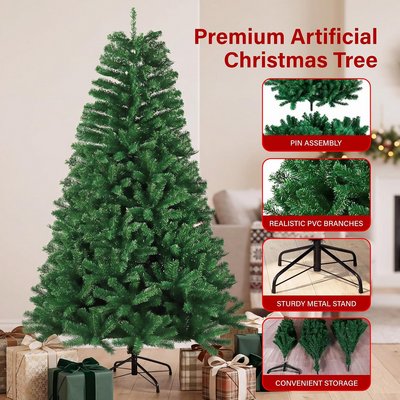 Premium Artificial
Christmas Tree
PIN ASSEMBLY
REALISTIC PVC BRANCHES
STURDY METAL STAND
CONVENIENT STORAGE